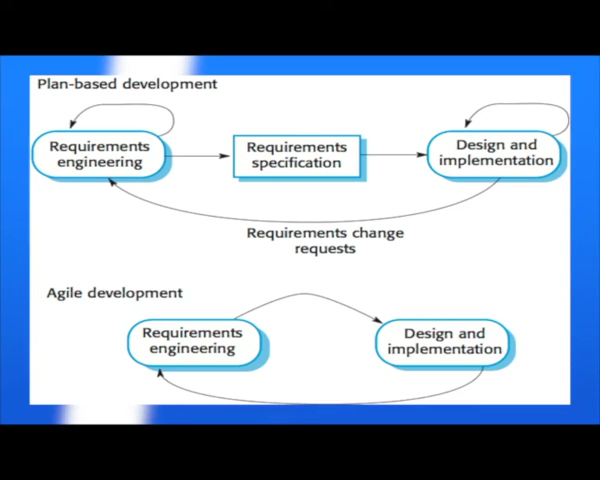 Plan-based development
Requirements
engineering
Requirements
specification
Design and
implementation
Requirements change
requests
Agile development
Requirements
engineering
Design and
implementation